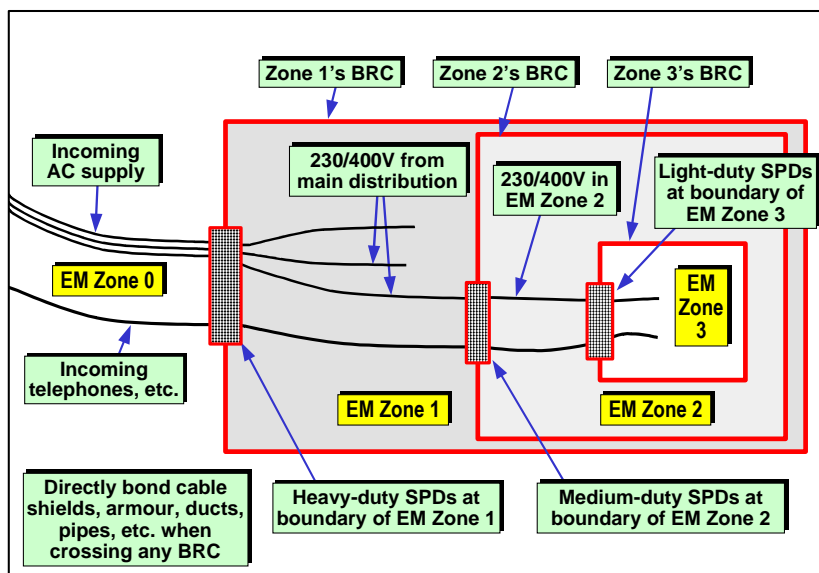 Zone 1's BRC
Zone 2's BRC
Zone 3's BRC
Incoming
AC supply
230/400V from
main distribution
230/400V in
EM Zone 2
Light-duty SPDs
at boundary of
EM Zone 3
EM Zone 0
EM
Zone
3
Incoming
telephones, etc.
EM Zone 1
EM Zone 2
Directly bond cable
shields, armour, ducts,
pipes, etc. when
crossing any BRC
Heavy-duty SPDs at
boundary of EM Zone 1
Medium-duty SPDs at
boundary of EM Zone 2